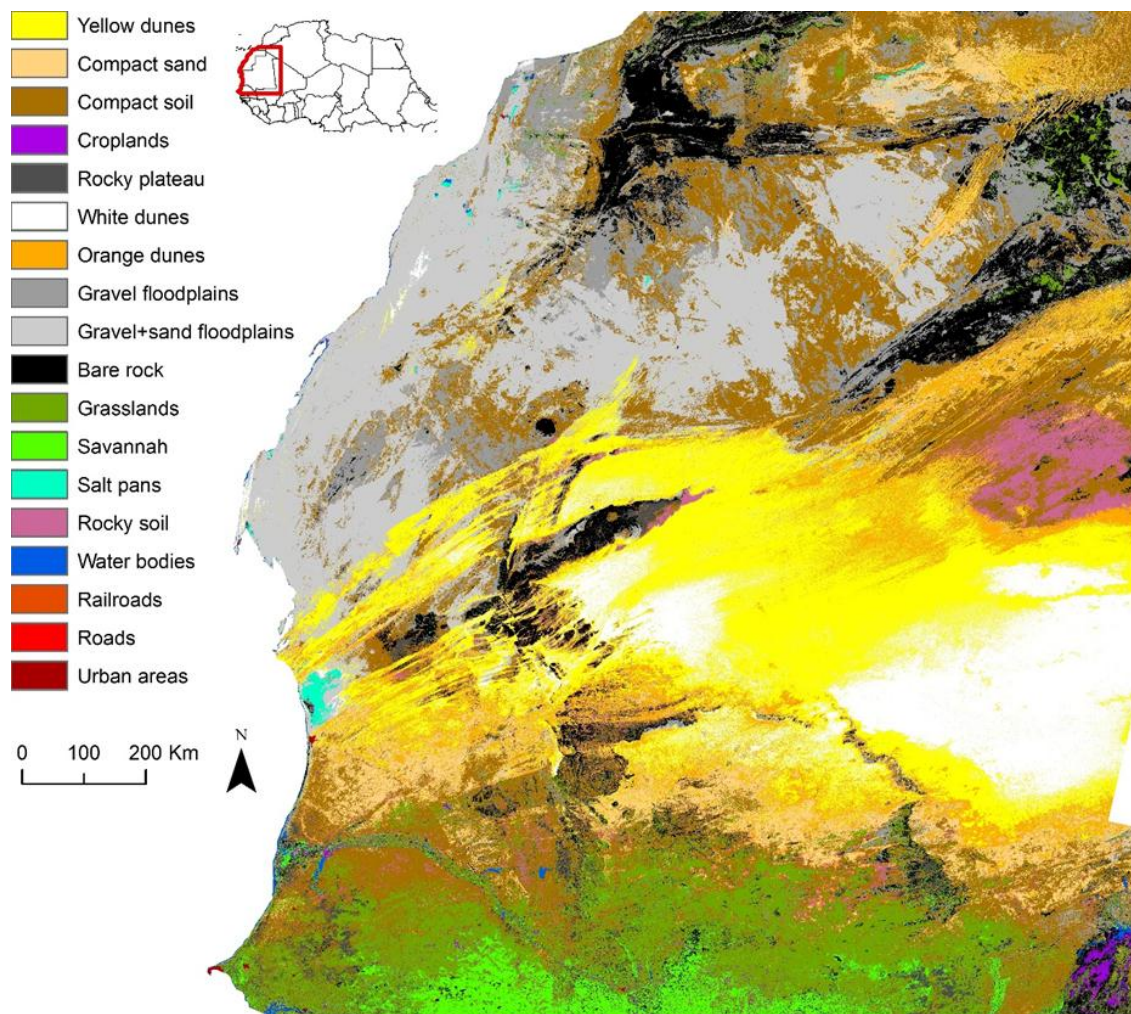 Yellow dunes
Compact sand
Compact soil
Croplands
Rocky plateau
White dunes
Orange dunes
Gravel floodplains
Gravel+sand floodplains
Bare rock
Grasslands
Savannah
Salt pans
Rocky soil
Water bodies
Railroads
Roads
Urban areas
0 100 200 Km
N